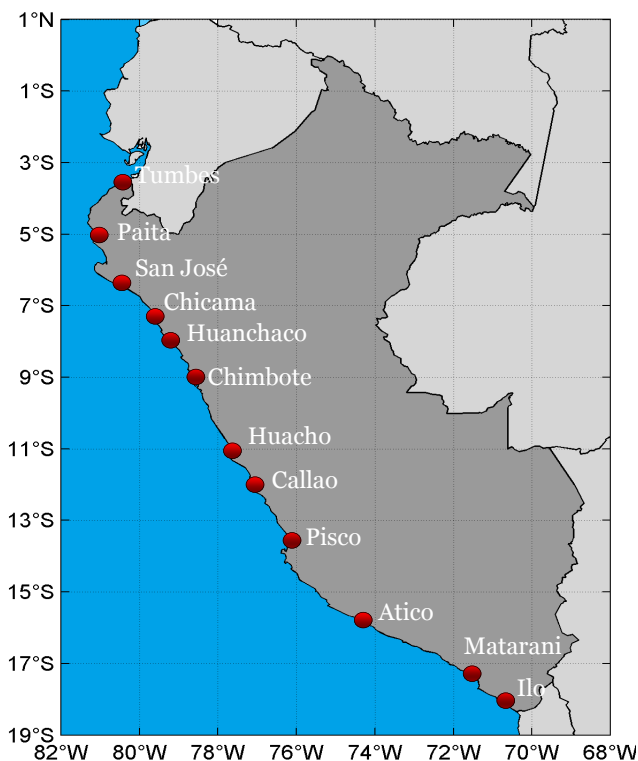 1°N
1°S
3°S
Tumbes
5°S
Paita
San José
7°S
Chicama
Huanchaco
9°S
Chimbote
11°S
Huacho
Callao
13°S
Pisco
15°S
Atico
Matarani
17°S
Ilo
19°S
82°W 80°W 78°W 76°W 74°W 72°W 70°W 68°W